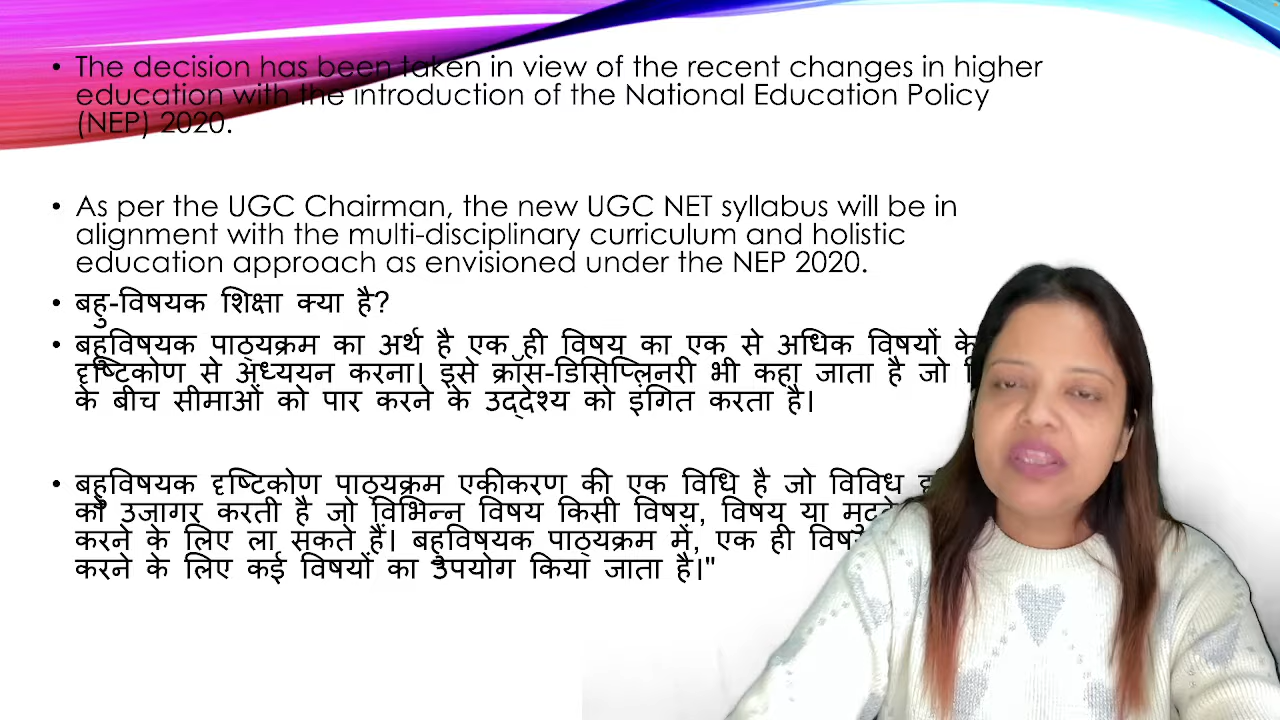 • The decision has been taken in view of the recent changes in higher
education with the introduction of the National Education Policy
(NEP) 2020.
• As per the UGC Chairman, the new UGC NET syllabus will be in
alignment with the multi-disciplinary curriculum and holistic
education approach as envisioned under the NEP 2020.
• बहु-विषयक शिक्षा क्या है?
• बहुविषयक पाठ्यक्रम का अर्थ है एक ही विषय का एक से अधिक विषयों के
दृष्टिकोण से अध्ययन करना। इसे क्रॉस-डिसिप्लिनरी भी कहा जाता है जो
के बीच सीमाओं को पार करने के उद्देश्य को इंगित करता है।
• बहुविषयक दृष्टिकोण पाठ्यक्रम एकीकरण की एक विधि है जो विविध
को उजागर करती है जो विभिन्न विषय किसी विषय, विषय या
करने के लिए ला सकते हैं। बहुविषयक पाठ्यक्रम में, एक ही
करने के लिए कई विषयों का उपयोग किया जाता है।"